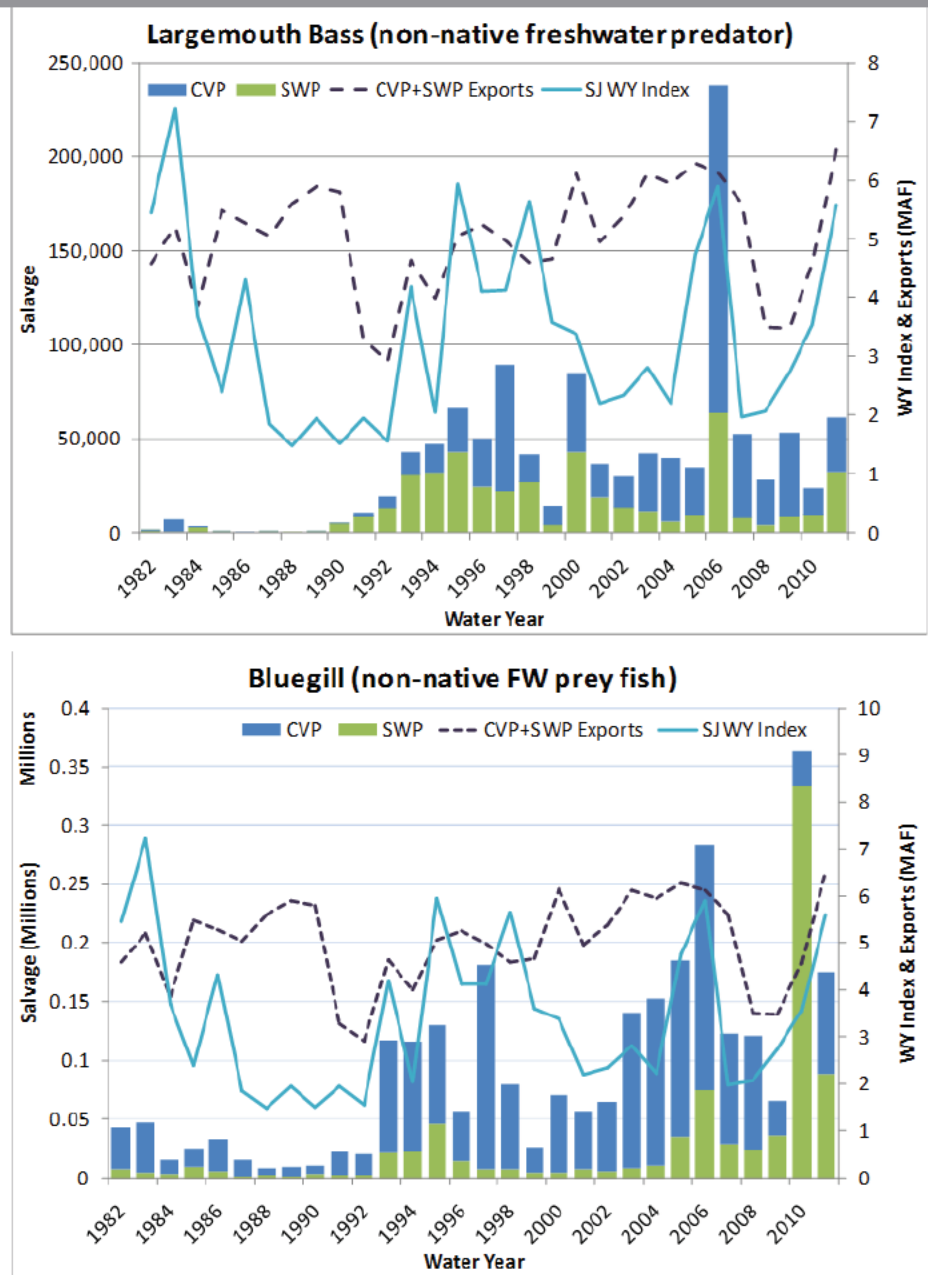 Largemouth Bass (non-native freshwater predator)
250,000
200,000
150,000
100,000
50,000
0
Salavge
CVP SWP CVP+SWP Exports SJ WY Index
8
7
6
5
4
3
2
1
0
WY Index & Exports (MAF)
1982 1984 1986 1988 1990 1992 1994 1996 1998 2000 2002 2004 2006 2008 2010
Water Year
Bluegill (non-native FW prey fish)
Millions
0.4
0.35
0.3
0.25
0.2
0.15
0.1
0.05
0
Salvage (Millions)
CVP SWP CVP+SWP Exports SJ WY Index
10
9
8
7
6
5
4
3
2
1
0
WY Index & Exports (MAF)
1982 1984 1986 1988 1990 1992 1994 1996 1998 2000 2002 2004 2006 2008 2010
Water Year